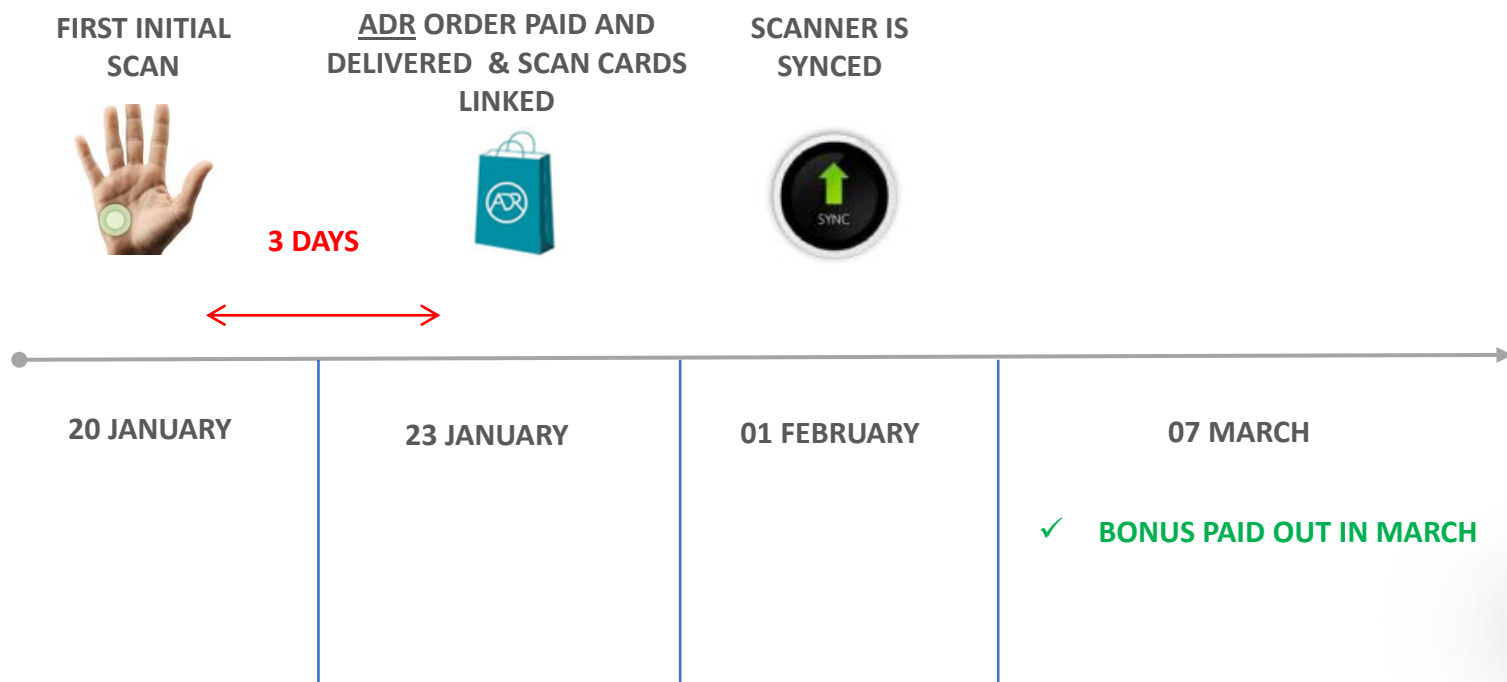 FIRST INITIAL
SCAN
ADR ORDER PAID AND
DELIVERED & SCAN CARDS
LINKED
SCANNER IS
SYNCED
ADR
SYNC
3 DAYS
20 JANUARY
23 JANUARY
01 FEBRUARY
07 MARCH
✓ BONUS PAID OUT IN MARCH